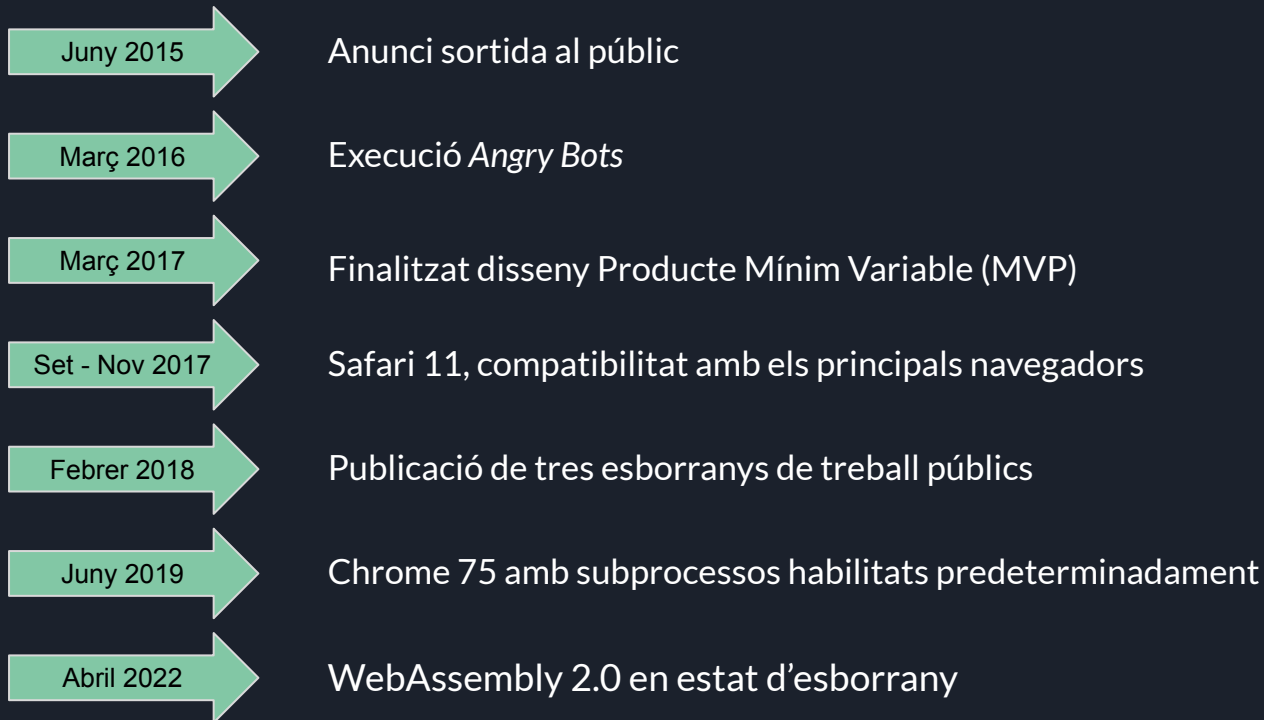 Juny 2015 Anunci sortida al públic
Març 2016 Execució Angry Bots
Març 2017 Finalitzat disseny Producte Mínim Variable (MVP)
Set - Nov 2017 Safari 11, compatibilitat amb els principals navegadors
Febrer 2018 Publicació de tres esborranys de treball públics
Juny 2019 Chrome 75 amb subprocessos habilitats predeterminadament
Abril 2022 WebAssembly 2.0 en estat d’esborrany